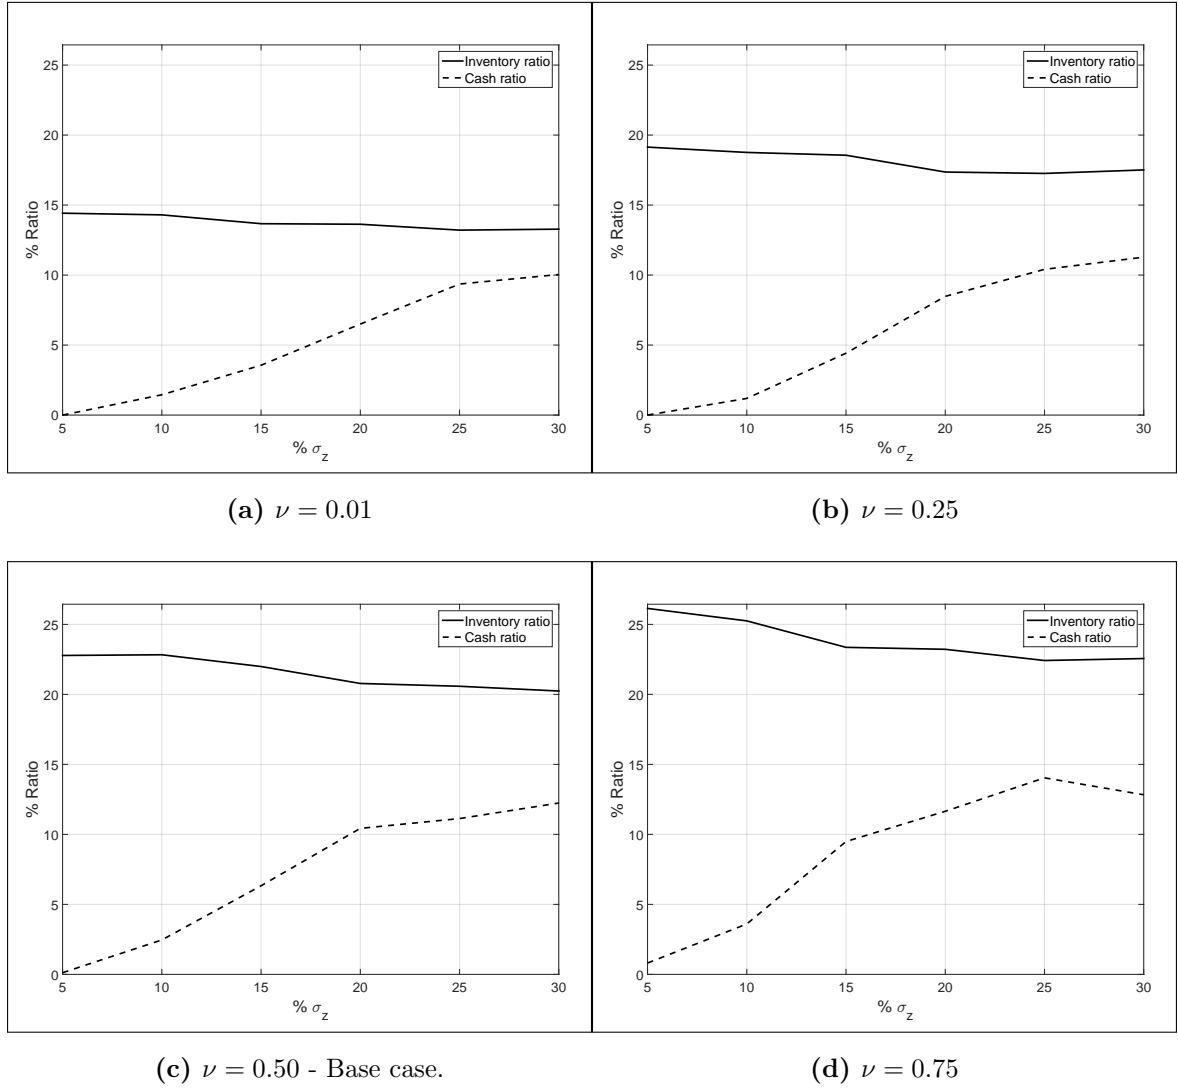 25
20
15
10
5
0
% Ratio
Inventory ratio
Cash ratio
5 10 15 20 25 30
% σz
(a) ν = 0.01
25
20
15
10
5
0
% Ratio
Inventory ratio
Cash ratio
5 10 15 20 25 30
% σz
(b) ν = 0.25
25
20
15
10
5
0
% Ratio
Inventory ratio
Cash ratio
5 10 15 20 25 30
% σz
(c) ν = 0.50 - Base case.
25
20
15
10
5
0
% Ratio
Inventory ratio
Cash ratio
5 10 15 20 25 30
% σz
(d) ν = 0.75